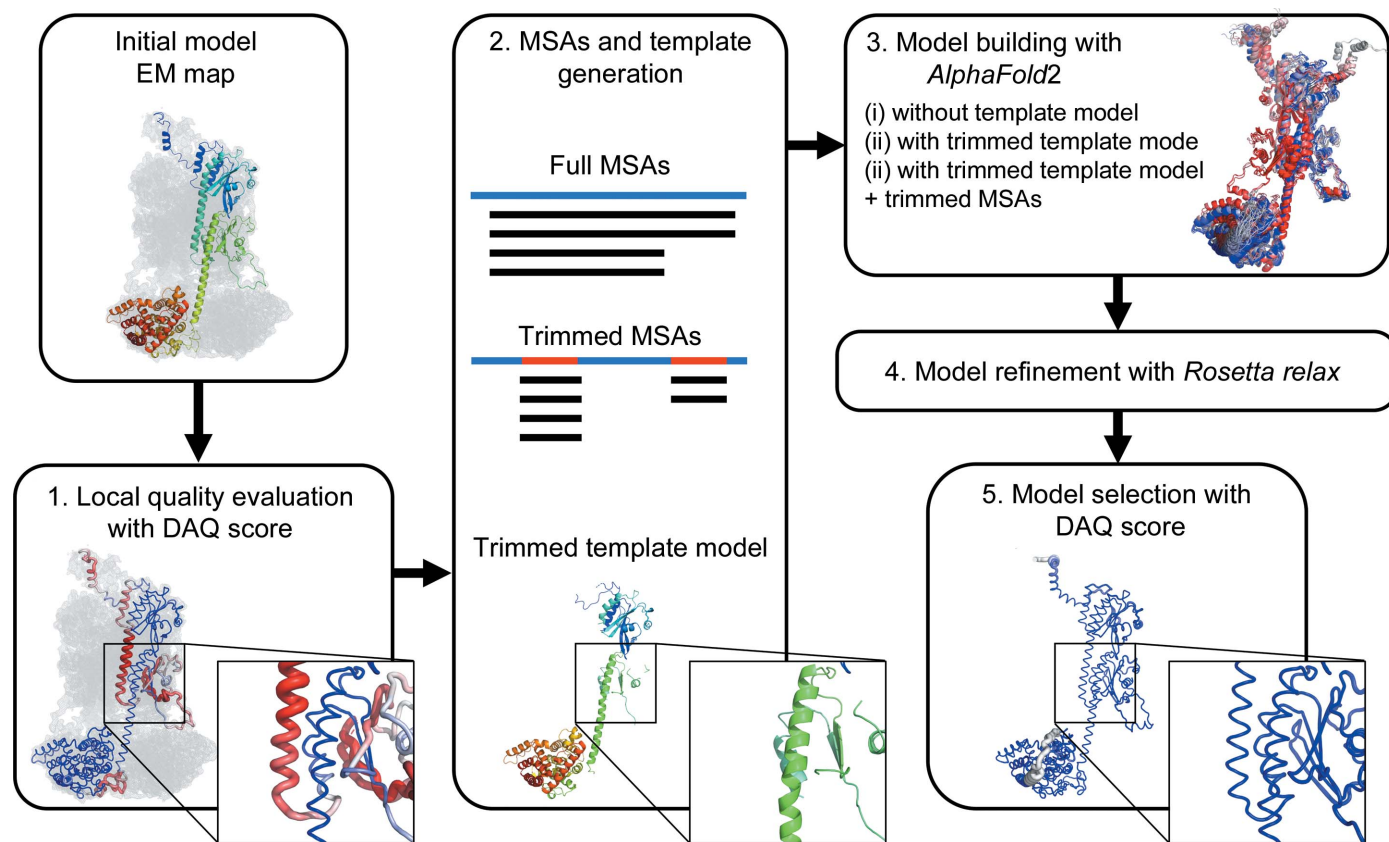 Initial model
EM map
1. Local quality evaluation
with DAQ score
2. MSAs and template
generation
Full MSAs
Trimmed MSAs
Trimmed template model
3. Model building with
AlphaFold2
(i) without template model
(ii) with trimmed template mode
(ii) with trimmed template model
+ trimmed MSAs
4. Model refinement with Rosetta relax
5. Model selection with
DAQ score